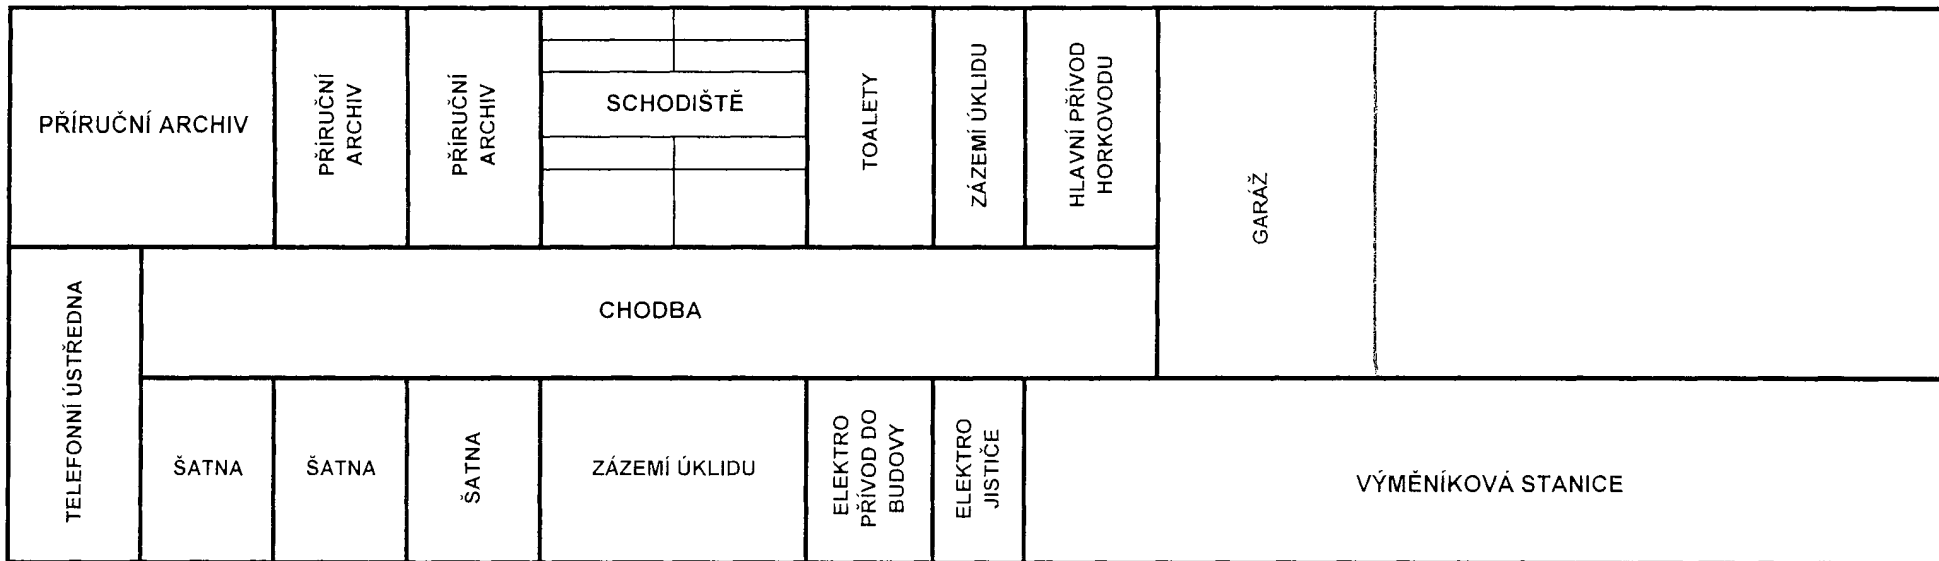 PŘÍRUČNÍ ARCHIV
PŘÍRUČNÍ
ARCHIV
PŘÍRUČNÍ
ARCHIV
SCHODIŠTĚ
TOALETY
ZÁZEMÍ ÚKLIDU
HLAVNÍ PŘÍVOD
HORKOVODU
GARÁŽ
TELEFONNÍ ÚSTŘEDNA
CHODBA
ŠATNA
ŠATNA
ŠATNA
ZÁZEMÍ ÚKLIDU
ELEKTRO
PŘÍVOD DO
BUDOVY
ELEKTRO
JISTIČE
VÝMĚNÍKOVÁ STANICE